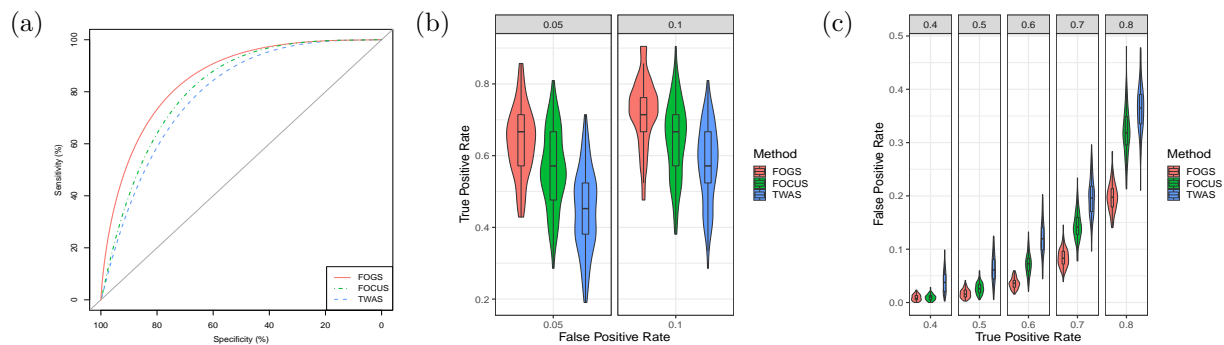 (a)
100
80
60
40
20
0
Sensitivity (%)
100 80 60 40 20 0
Specificity (%)
FOGS
FOCUS
TWAS
(b)
0.05 0.1
0.8
0.6
0.4
0.2
True Positive Rate
0.05 0.1
False Positive Rate
Method
FOGS
FOCUS
TWAS
(c)
0.4 0.5 0.6 0.7 0.8
0.5
0.4
0.3
0.2
0.1
0.0
False Positive Rate
0.4 0.5 0.6 0.7 0.8
True Positive Rate
Method
FOGS
FOCUS
TWAS